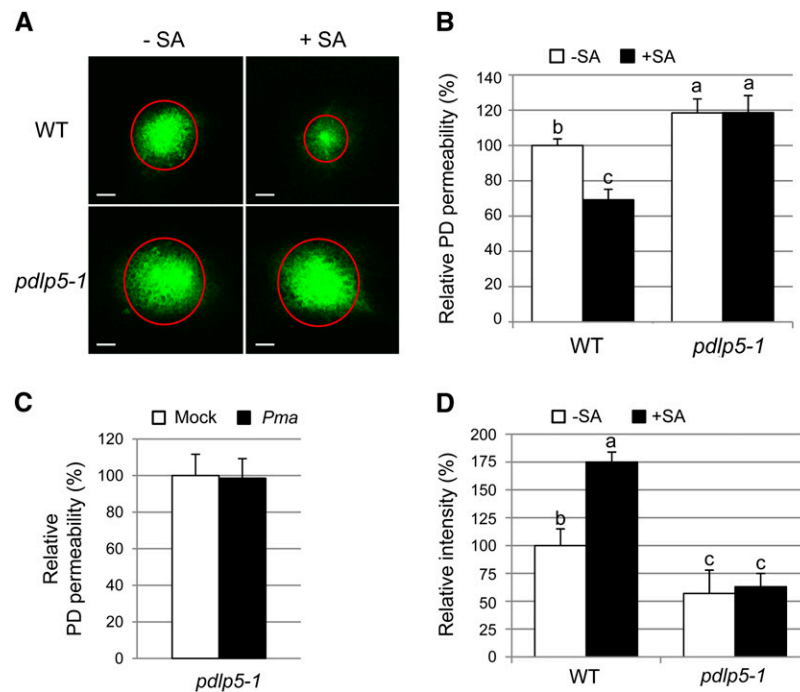 A
- SA + SA
WT
pdlp5-1
B
-SA +SA
Relative PD permeability (%)
140
120
100
80
60
40
20
0
b
c
a
a
WT pdlp5-1
C
Mock Pma
Relative
PD permeability (%)
120
100
80
60
40
20
0
pdlp5-1
D
-SA +SA
Relative intensity (%)
175
200
150
125
100
75
50
25
0
b
a
c
c
WT pdlp5-1